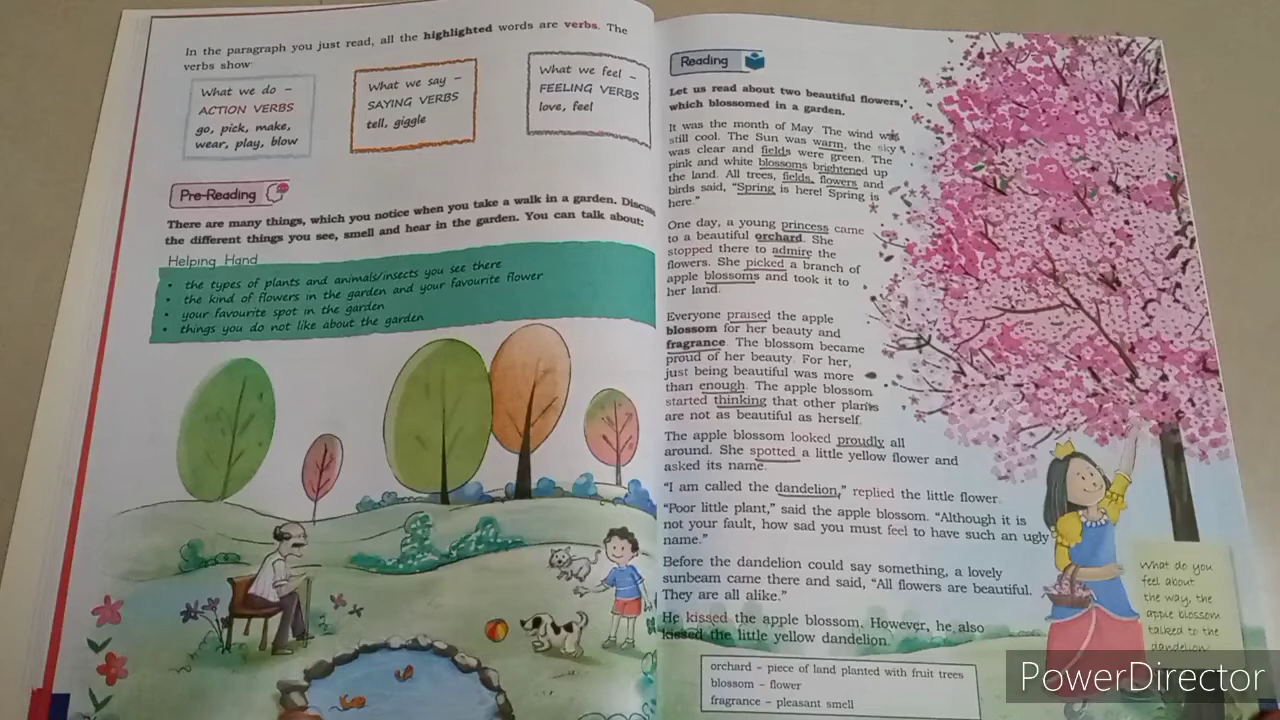 In the paragraph you just read, all the highlighted words are verbs. The
verbs show
What we do –
ACTION VERBS
go, pick, make,
wear, play, blow
What we say –
SAYING VERBS
tell, giggle
What we feel –
FEELING VERBS
love, feel
Pre-Reading
There are many things, which you notice when you take a walk in a garden. Discuss
the different things you see, smell and hear in the garden. You can talk about:
Helping Hand
• the types of plants and animals/insects you see there
• the kind of flowers in the garden and your favourite flower
• your favourite spot in the garden
• things you do not like about the garden
Reading
Let us read about two beautiful flowers,
which blossomed in a garden.
It was the month of May The wind was
still cool. The Sun was warm, the sky
was clear and fields were green. The
pink and white blossoms brightened up
the land. All trees, fields, flowers and
birds said, “Spring is here! Spring is
here.”
One day, a young princess came
to a beautiful orchard. She
stopped there to admire the
flowers. She picked a branch of
apple blossoms and took it to
her land.
Everyone praised the apple
blossom for her beauty and
fragrance. The blossom became
proud of her beauty. For her,
just being beautiful was more
than enough. The apple blossom
started thinking that other plants
are not as beautiful as herself.
The apple blossom looked proudly all
around. She spotted a little yellow flower and
asked its name.
“I am called the dandelion,” replied the little flower.
“Poor little plant,” said the apple blossom. “Although it is
not your fault, how sad you must feel to have such an ugly
name.”
Before the dandelion could say something, a lovely
sunbeam came there and said, “All flowers are beautiful.
They are all alike.”
He kissed the apple blossom. However, he also
kissed the little yellow dandelion.
orchard – piece of land planted with fruit trees
blossom – flower
fragrance – pleasant smell
What do you
feel about
the way, the
apple blossom
talked to the
dandelion
PowerDirector